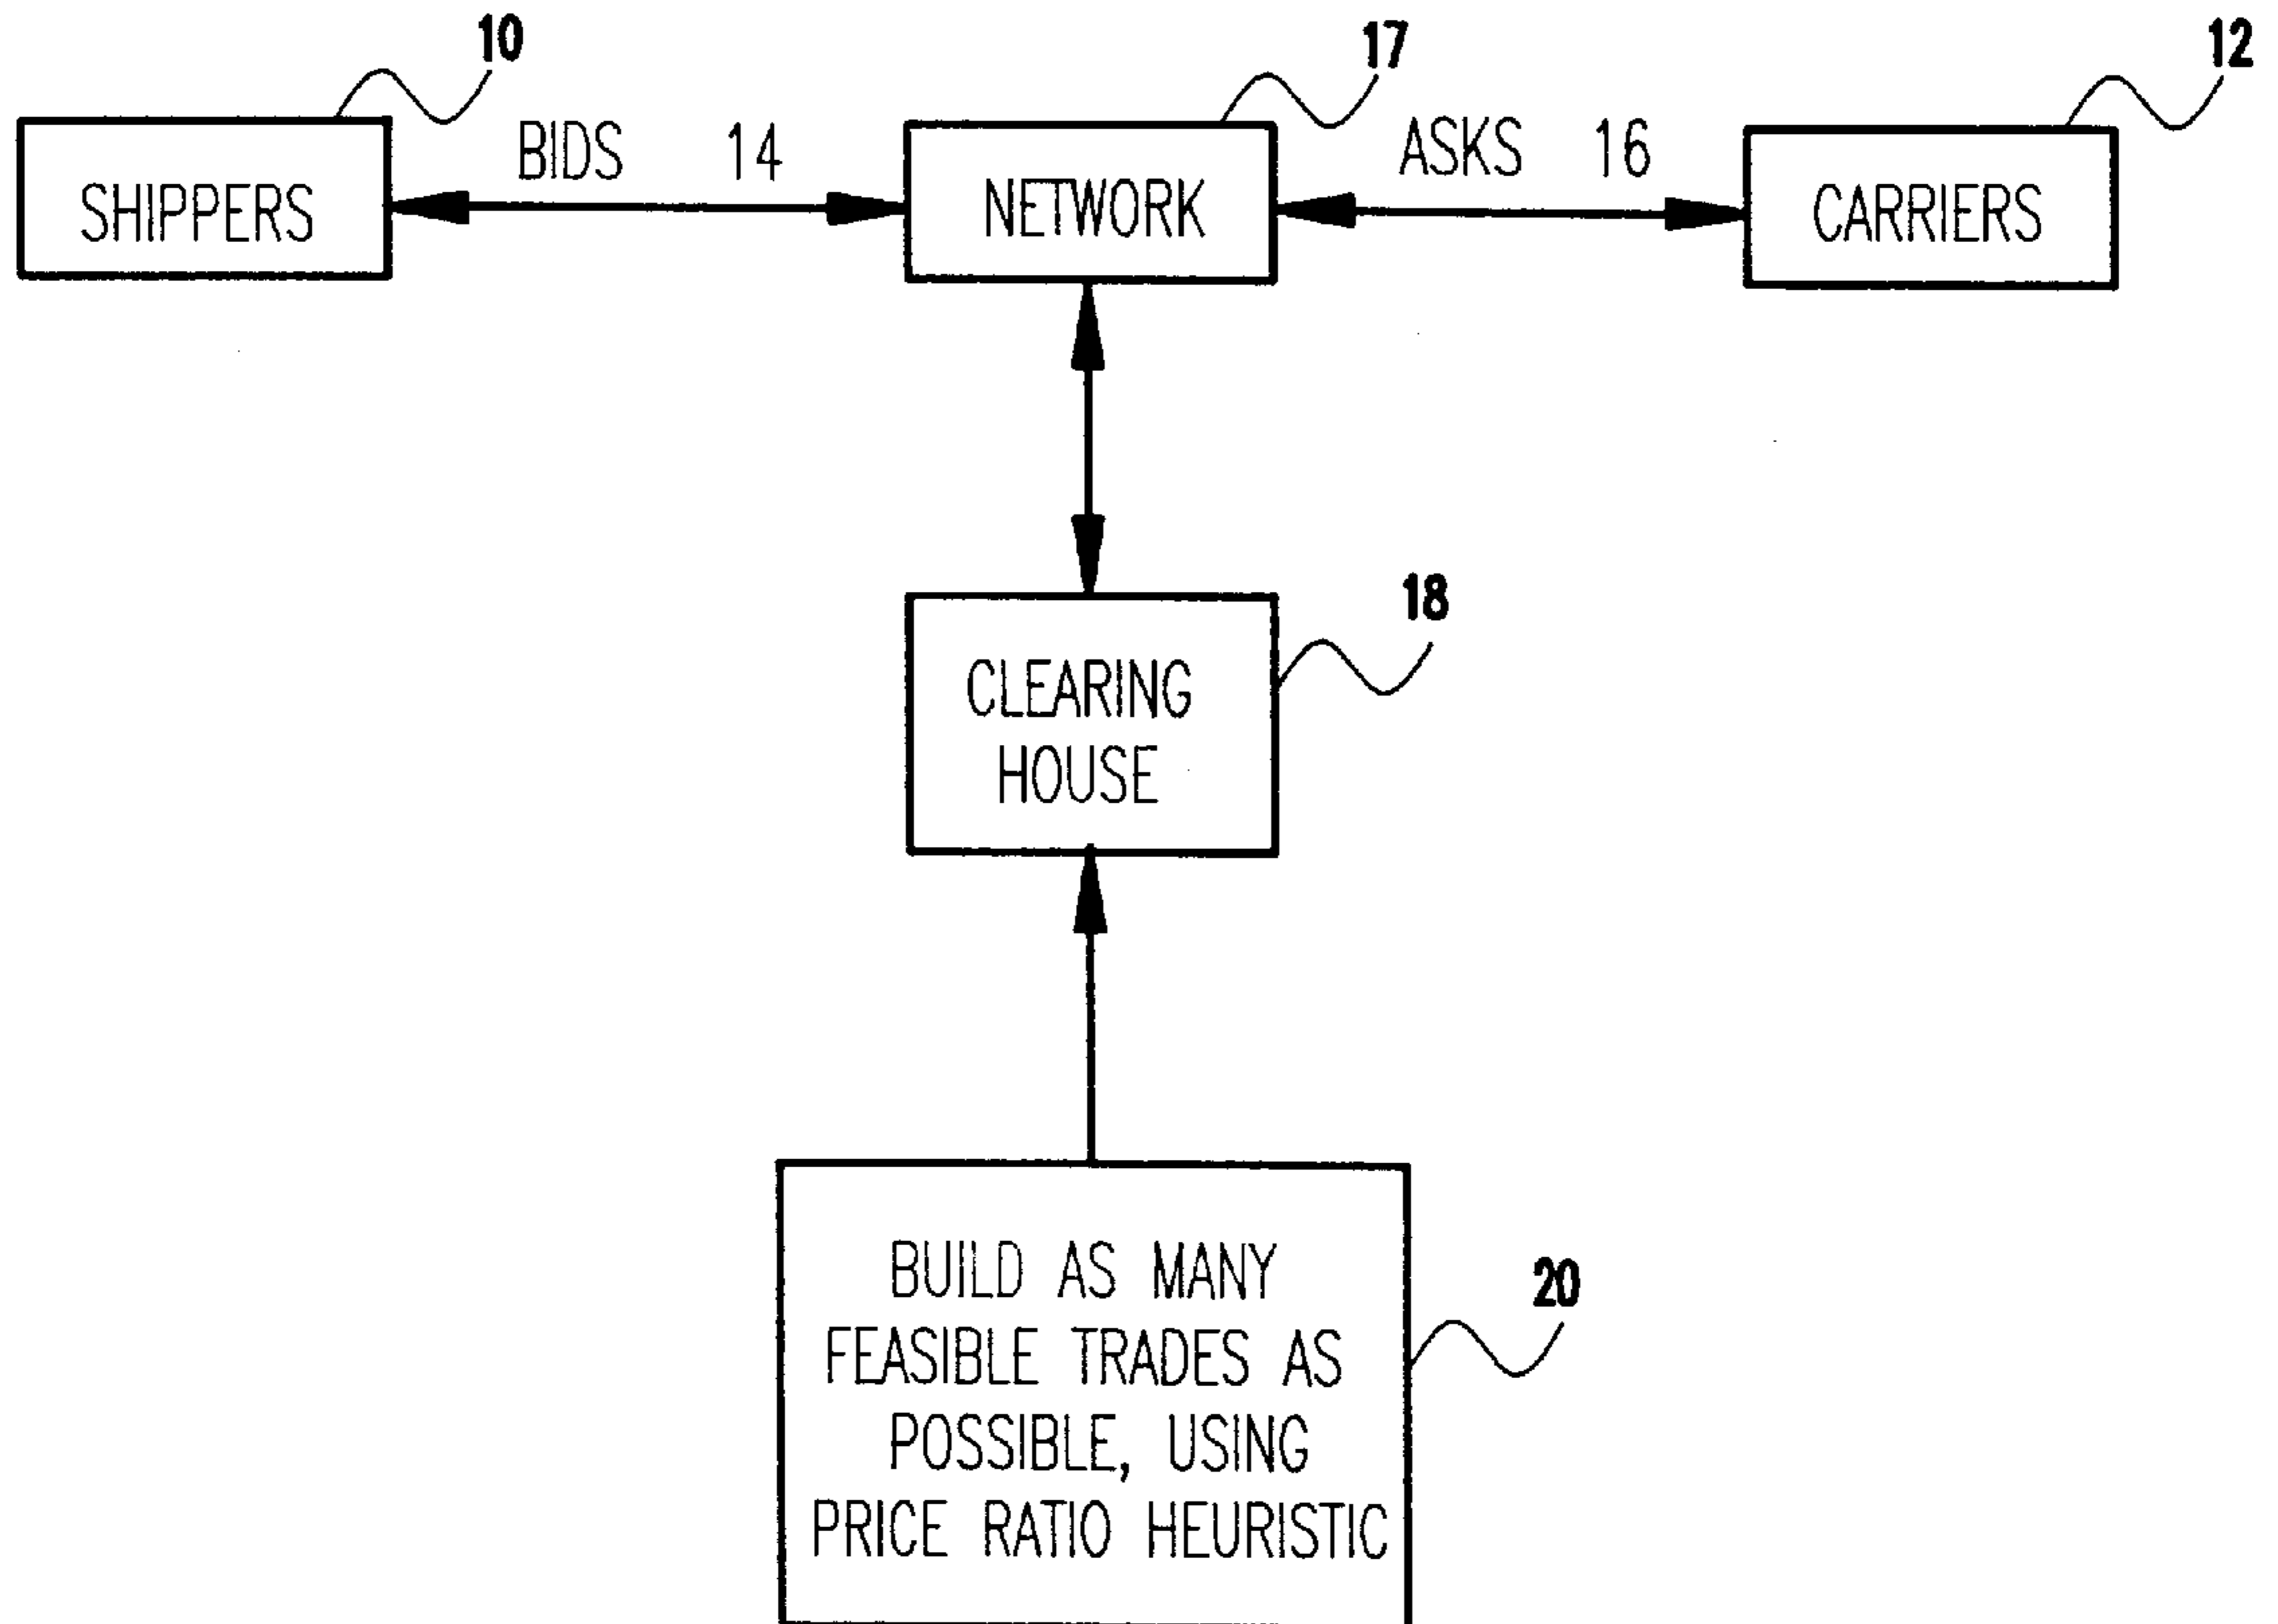 10
17
12
BIDS 14
ASKS 16
SHIPPERS
NETWORK
CARRIERS
18
CLEARING
HOUSE
20
BUILD AS MANY
FEASIBLE TRADES AS
POSSIBLE, USING
PRICE RATIO HEURISTIC